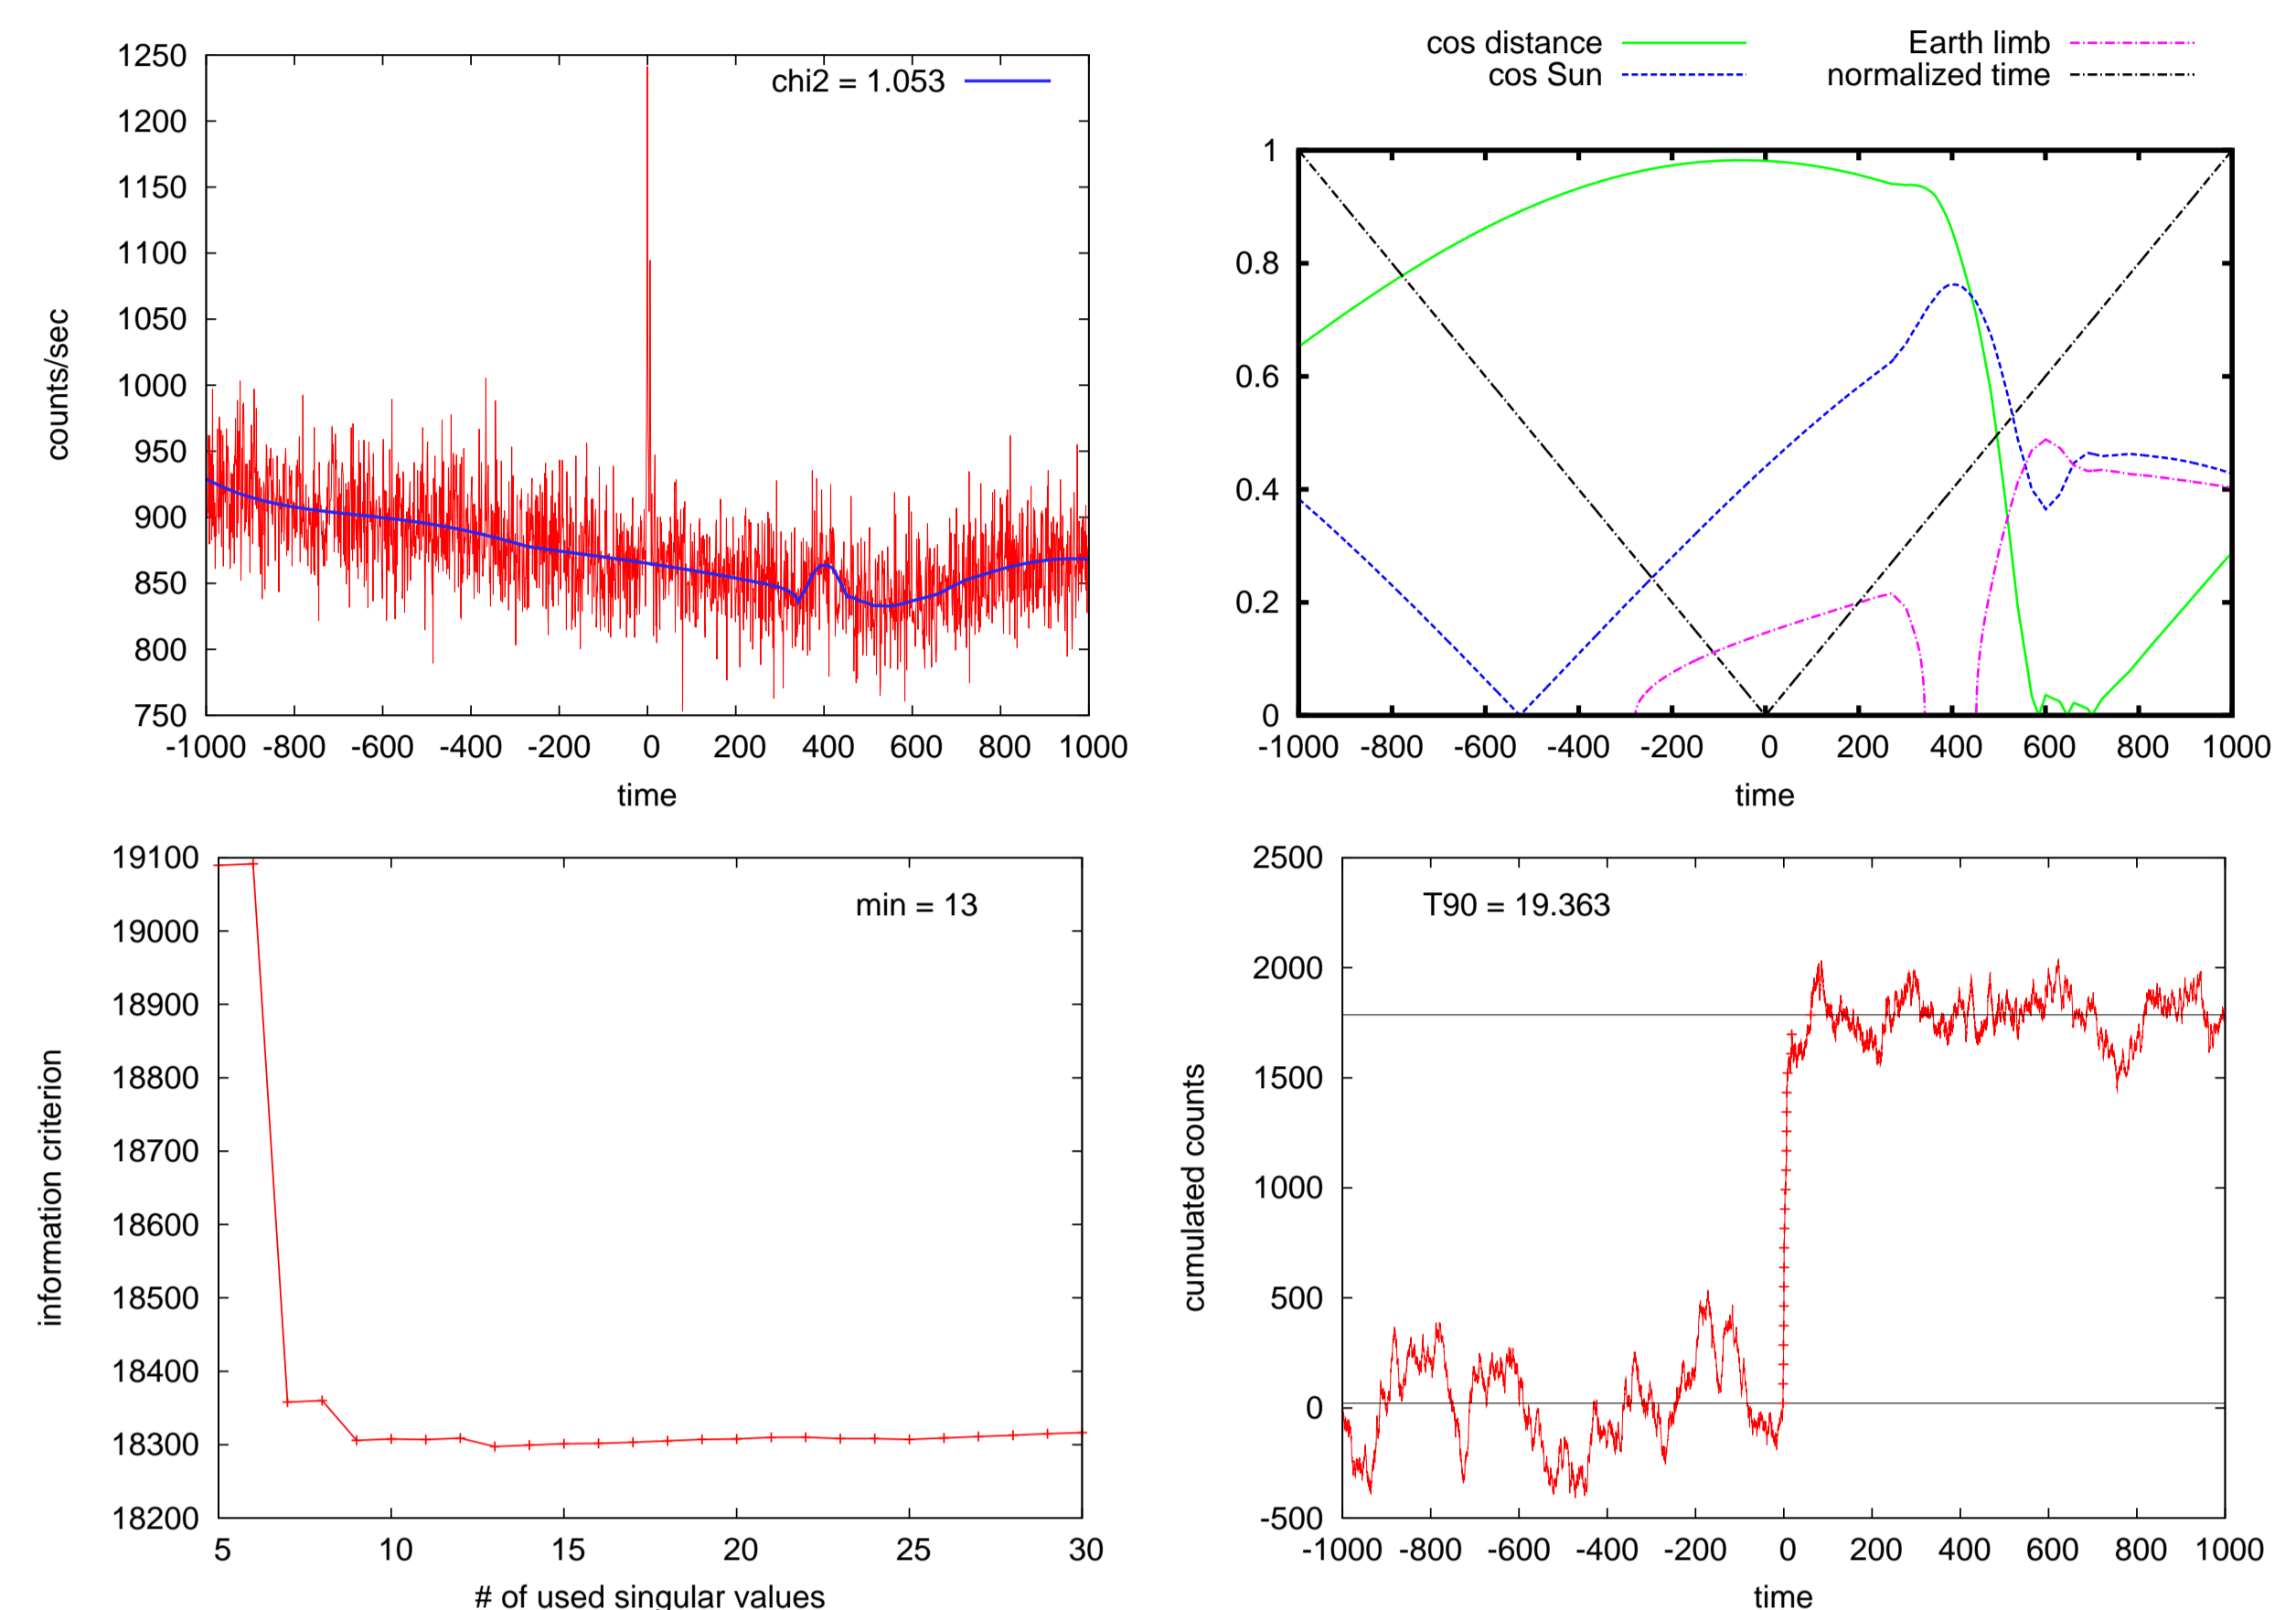 1250
1200
1150
1100
1050
1000
950
900
850
800
750
-1000 -800 -600 -400 -200 0 200 400 600 800 1000
counts/sec
time
chi2 = 1.053
cos distance
cos Sun
Earth limb
normalized time
1
0.8
0.6
0.4
0.2
0
-1000 -800 -600 -400 -200 0 200 400 600 800 1000
time
19100
19000
18900
18800
18700
18600
18500
18400
18300
18200
5 10 15 20 25 30
information criterion
# of used singular values
min = 13
2500
2000
1500
1000
500
0
-500
-1000 -800 -600 -400 -200 0 200 400 600 800 1000
cumulated counts
time
T90 = 19.363